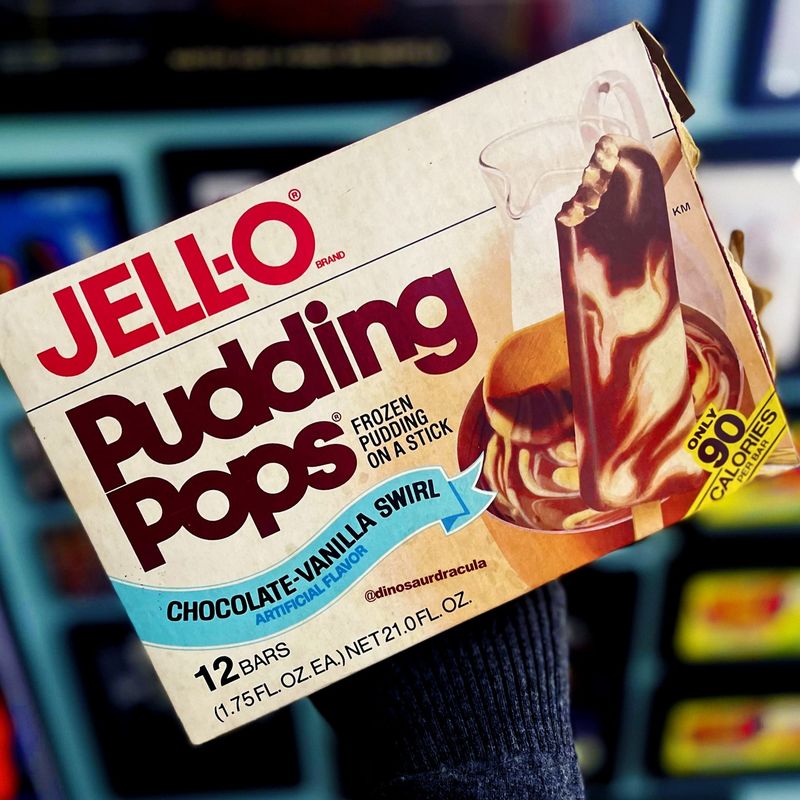 JELL-O® BRAND
Pudding
Pops®
FROZEN
PUDDING
ON A STICK
KM
ONLY
90
CALORIES
PER BAR
CHOCOLATE-VANILLA SWIRL
ARTIFICIAL FLAVOR
@dinosaurdracula
12 BARS
(1.75 FL. OZ. EA.) NET 21.0 FL. OZ.